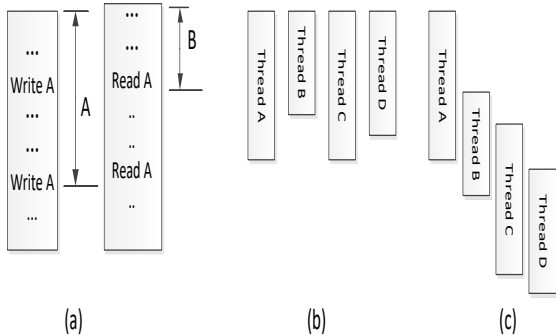 ...
Write A
...
...
Write A
...
A
...
...
Read A
..
..
Read A
..
B
Thread A
Thread B
Thread C
Thread D
Thread A
Thread B
Thread C
Thread D
(a)
(b)
(c)